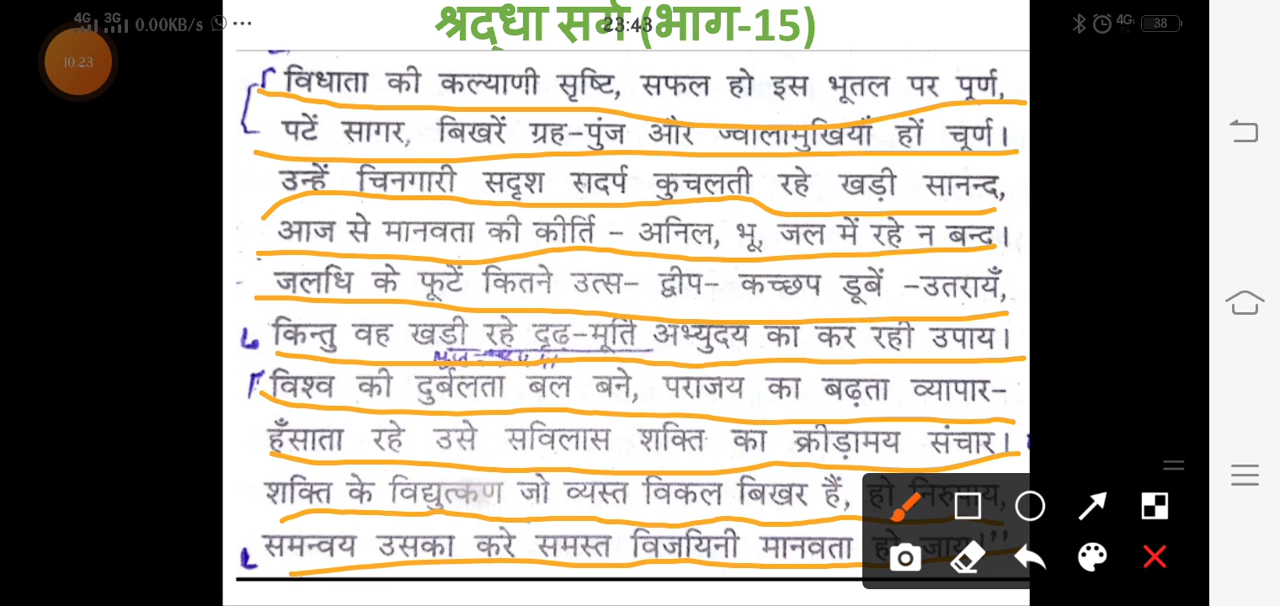 4G 3G 0.00KB/s ...
23:43
4G
38
10:23
श्रद्धा सर्ग (भाग-15)
विधाता की कल्याणी सृष्टि, सफल हो इस भूतल पर पूर्ण,
पटें सागर, बिखरें ग्रह-पुंज और ज्वालामुखियाँ हों चूर्ण।
उन्हें चिनगारी सदृश सदर्प कुचलती रहे खड़ी सानन्द,
आज से मानवता की कीर्ति - अनिल, भू, जल में रहे न बन्द।
जलधि के फूटें कितने उत्स- द्वीप- कच्छप डूबें -उतरायँ,
किन्तु वह खड़ी रहे दृढ़-मूर्ति अभ्युदय का कर रही उपाय।
विश्व की दुर्बलता बल बने, पराजय का बढ़ता व्यापार-
हँसाता रहे उसे सविलास शक्ति का क्रीड़ामय संचार।
शक्ति के विद्युत्कण जो व्यस्त विकल बिखर हैं, हो निरुपाय,
समन्वय उसका करे समस्त विजयिनी मानवता हो जाय।''